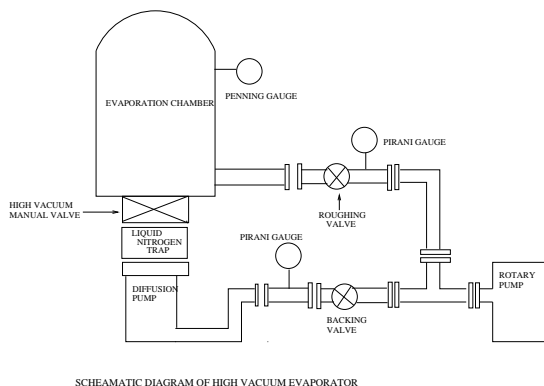 EVAPORATION CHAMBER
PENNING GAUGE
PIRANI GAUGE
HIGH VACUUM
MANUAL VALVE
ROUGHING
VALVE
LIQUID
NITROGEN
TRAP
PIRANI GAUGE
DIFFUSION
PUMP
ROTARY
PUMP
BACKING
VALVE
SCHEAMATIC DIAGRAM OF HIGH VACUUM EVAPORATOR